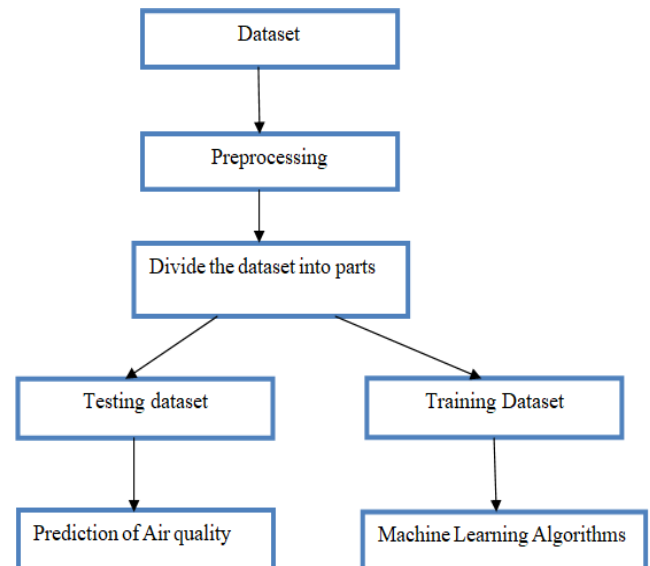 Dataset
Preprocessing
Divide the dataset into parts
Testing dataset
Training Dataset
Prediction of Air quality
Machine Learning Algorithms